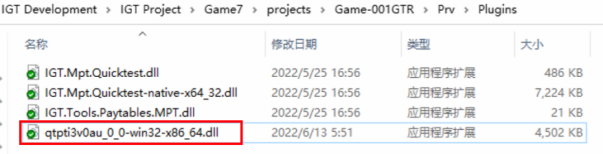 IGT Development > IGT Project > Game7 > projects > Game-001GTR > Prv > Plugins
名称 修改日期 类型 大小
IGT.Mpt.Quicktest.dll 2022/5/25 16:56 应用程序扩展 486 KB
IGT.Mpt.Quicktest-native-x64_32.dll 2022/5/25 16:56 应用程序扩展 7,224 KB
IGT.Tools.Paytables.MPT.dll 2022/5/25 16:56 应用程序扩展 21 KB
qtpti3v0au_0_0-win32-x86_64.dll 2022/6/13 5:51 应用程序扩展 4,502 KB